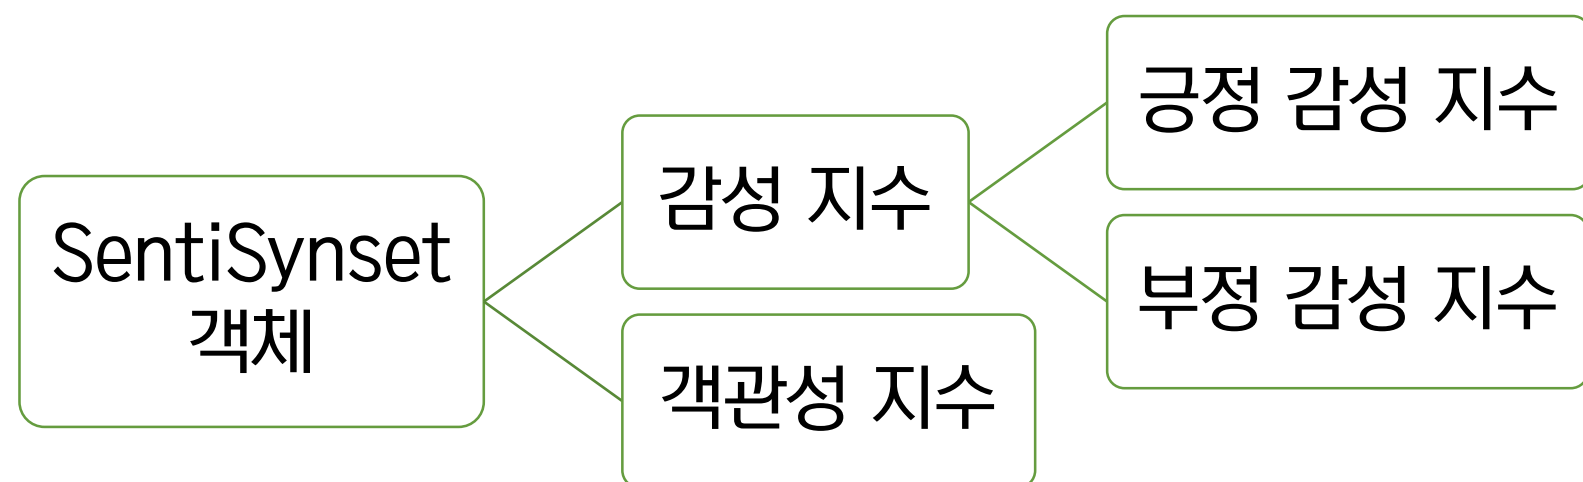 SentiSynset
객체
감성 지수
객관성 지수
긍정 감성 지수
부정 감성 지수